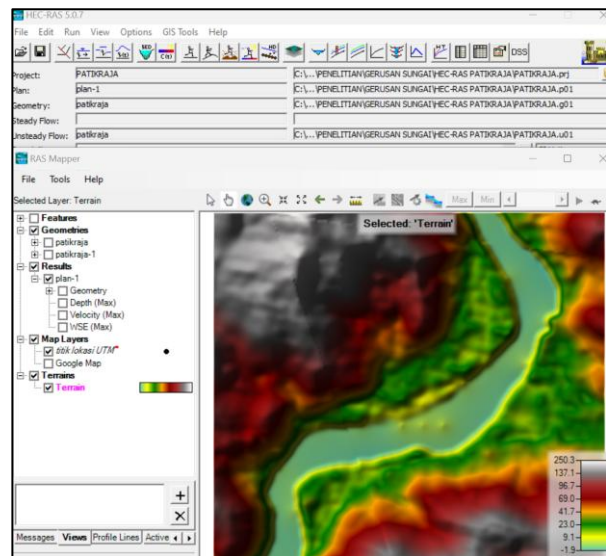 HEC-RAS 5.0.7
File Edit Run View Options GIS Tools Help
DSS
Project: PATIKRAJA C:\...\PENELITIAN\GERUSAN SUNGAI\HEC-RAS PATIKRAJA\PATIKRAJA.prj
Plan: plan-1 C:\...\PENELITIAN\GERUSAN SUNGAI\HEC-RAS PATIKRAJA\PATIKRAJA.p01
Geometry: patikraja C:\...\PENELITIAN\GERUSAN SUNGAI\HEC-RAS PATIKRAJA\PATIKRAJA.g01
Steady Flow:
Unsteady Flow: patikraja C:\...\PENELITIAN\GERUSAN SUNGAI\HEC-RAS PATIKRAJA\PATIKRAJA.u01
RAS Mapper
File Tools Help
Selected Layer: Terrain
Max Min
Selected: 'Terrain'
Features
Geometries
patikraja
patikraja-1
Results
plan-1
Geometry
Depth (Max)
Velocity (Max)
WSE (Max)
Map Layers
titik lokasi UTM
Google Map
Terrains
Terrain
250.3
137.1
96.7
69.0
41.7
23.0
9.1
-1.9
Messages Views Profile Lines Active